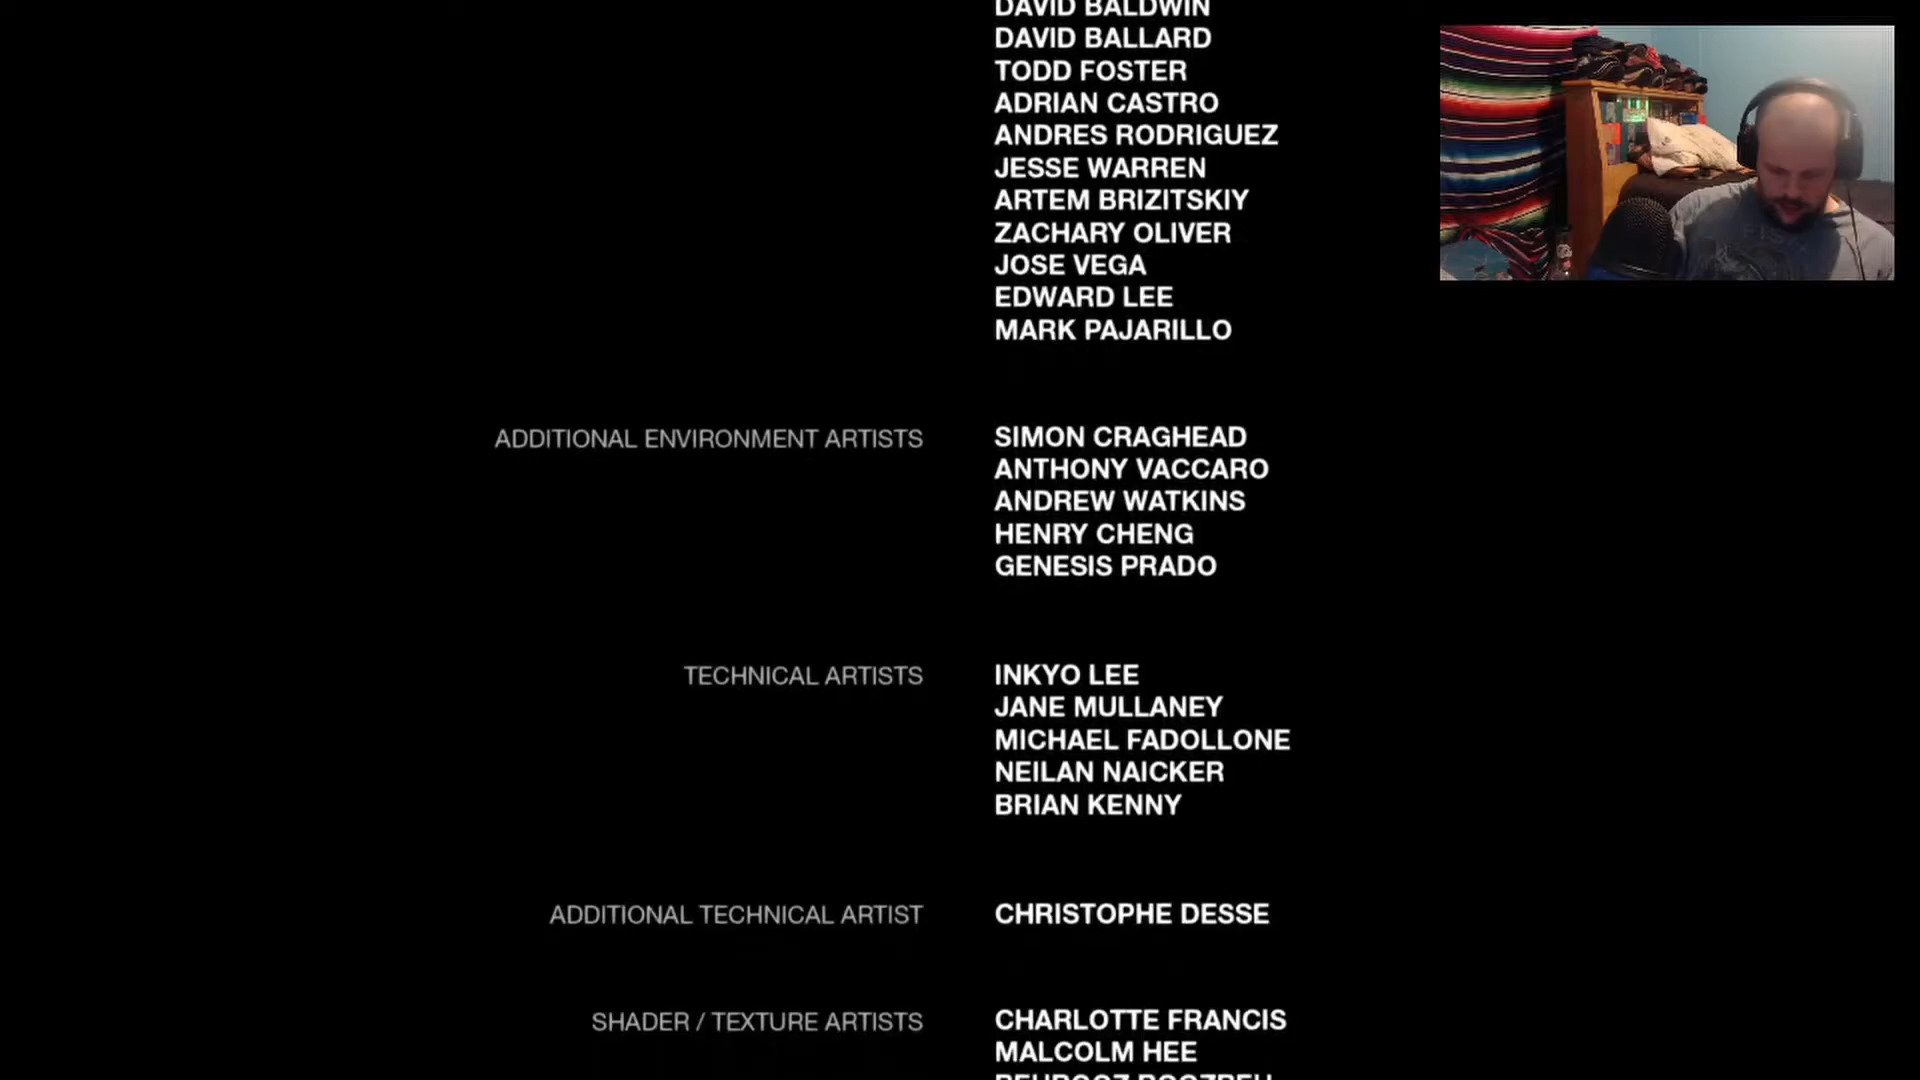 DAVID BALDWIN
DAVID BALLARD
TODD FOSTER
ADRIAN CASTRO
ANDRES RODRIGUEZ
JESSE WARREN
ARTEM BRIZITSKIY
ZACHARY OLIVER
JOSE VEGA
EDWARD LEE
MARK PAJARILLO
ADDITIONAL ENVIRONMENT ARTISTS SIMON CRAGHEAD
ANTHONY VACCARO
ANDREW WATKINS
HENRY CHENG
GENESIS PRADO
TECHNICAL ARTISTS INKYO LEE
JANE MULLANEY
MICHAEL FADOLLONE
NEILAN NAICKER
BRIAN KENNY
ADDITIONAL TECHNICAL ARTIST CHRISTOPHE DESSE
SHADER / TEXTURE ARTISTS CHARLOTTE FRANCIS
MALCOLM HEE